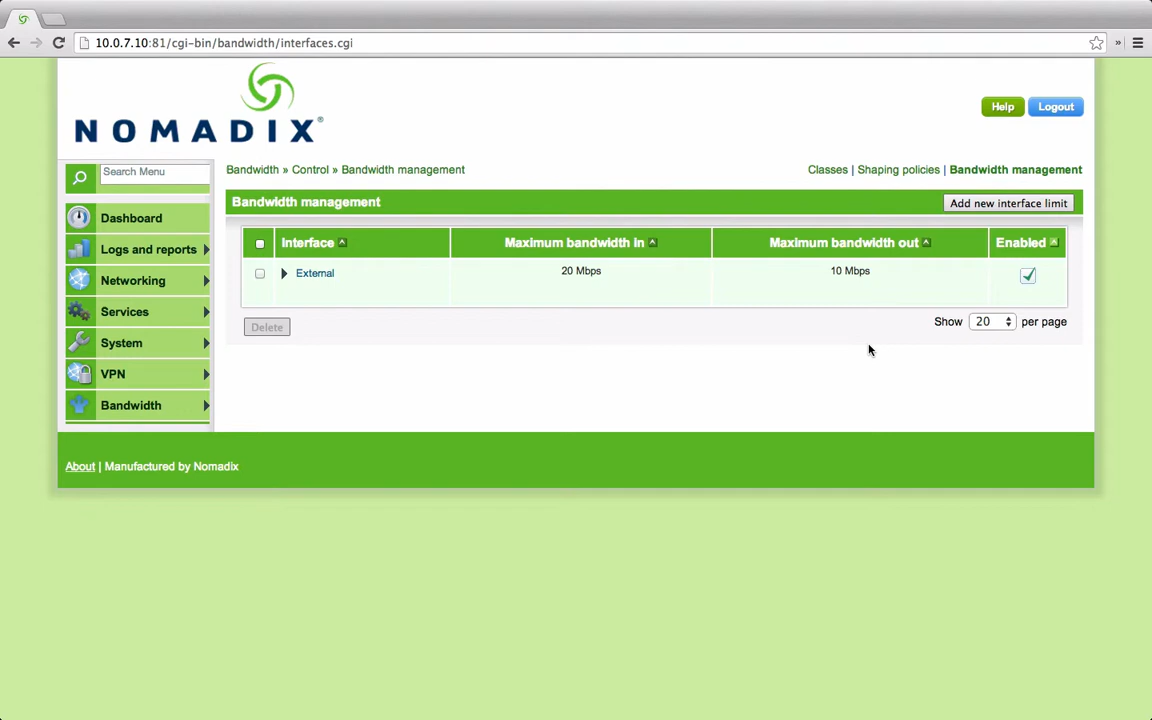 10.0.7.10:81/cgi-bin/bandwidth/interfaces.cgi
»
NOMADIX®
Help Logout
Search Menu
Bandwidth » Control » Bandwidth management
Classes | Shaping policies | Bandwidth management
Bandwidth management
Add new interface limit
Dashboard
Logs and reports
Networking
Services
System
VPN
Bandwidth
Interface Maximum bandwidth in Maximum bandwidth out Enabled
External 20 Mbps 10 Mbps
Delete
Show 20 per page
About | Manufactured by Nomadix